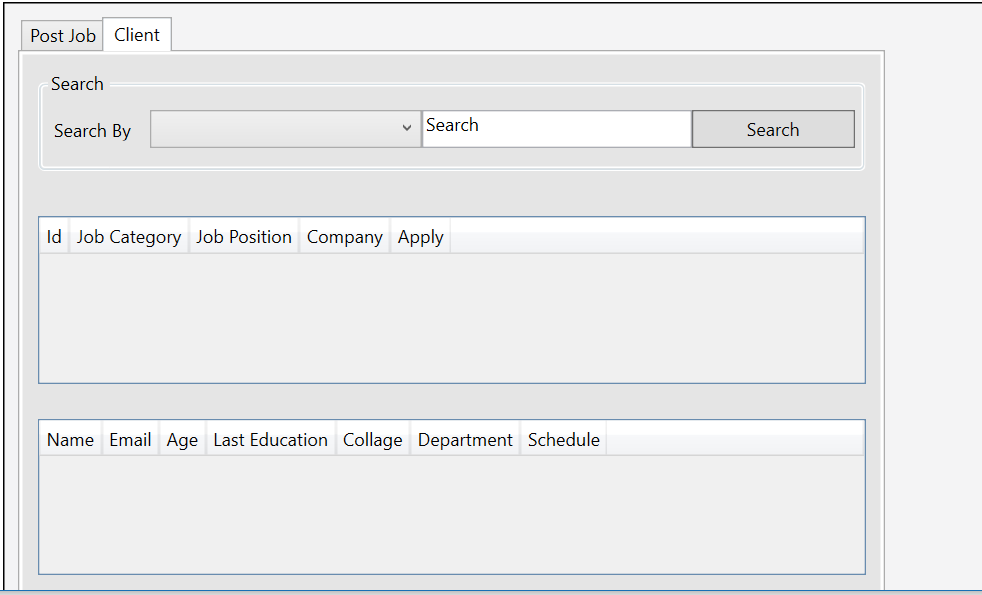 Post Job Client
Search
Search By Search Search
Id Job Category Job Position Company Apply
Name Email Age Last Education Collage Department Schedule